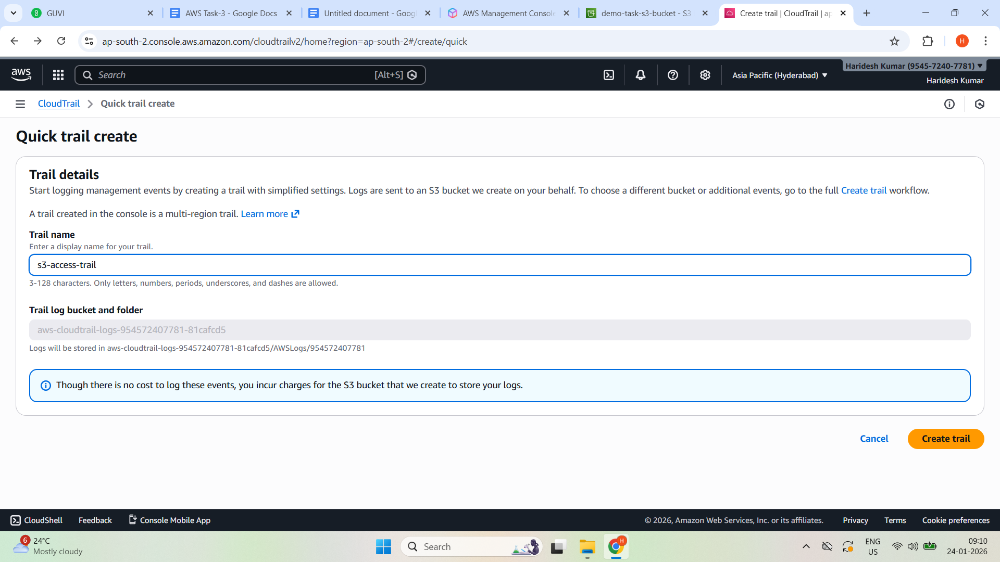 GUVI
AWS Task-3 - Google Docs
Untitled document - Goog
AWS Management Console
demo-task-s3-bucket - S3
Create trail | CloudTrail | ap
ap-south-2.console.aws.amazon.com/cloudtrailv2/home?region=ap-south-2#/create/quick
H
aws
Search
[Alt+S]
Asia Pacific (Hyderabad)
Haridesh Kumar (9545-7240-7781)
Haridesh Kumar
CloudTrail
Quick trail create
Quick trail create
Trail details
Start logging management events by creating a trail with simplified settings. Logs are sent to an S3 bucket we create on your behalf. To choose a different bucket or additional events, go to the full Create trail workflow.
A trail created in the console is a multi-region trail. Learn more
Trail name
Enter a display name for your trail.
s3-access-trail
3-128 characters. Only letters, numbers, periods, underscores, and dashes are allowed.
Trail log bucket and folder
aws-cloudtrail-logs-954572407781-81cafcd5
Logs will be stored in aws-cloudtrail-logs-954572407781-81cafcd5/AWSLogs/954572407781
Though there is no cost to log these events, you incur charges for the S3 bucket that we create to store your logs.
Cancel
Create trail
CloudShell
Feedback
Console Mobile App
© 2026, Amazon Web Services, Inc. or its affiliates.
Privacy
Terms
Cookie preferences
6
24°C
Mostly cloudy
Search
H
ENG
US
09:10
24-01-2026